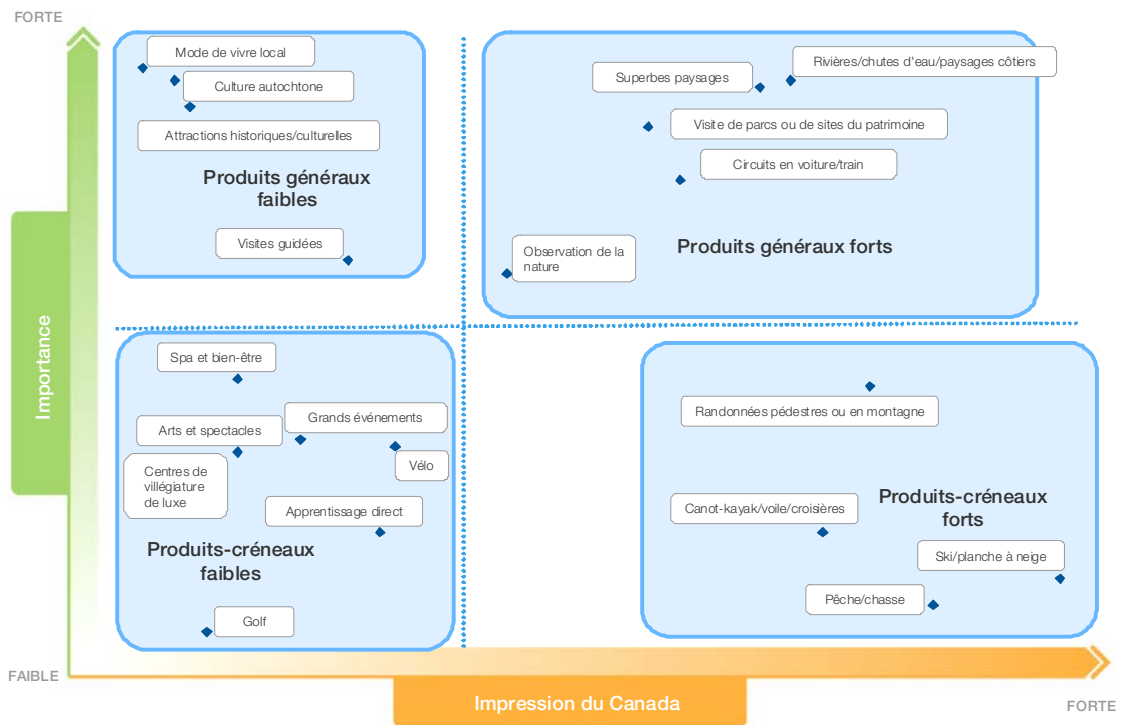 FORTE
Mode de vivre local
Culture autochtone
Attractions historiques/culturelles
Produits généraux
faibles
Visites guidées
Superbes paysages
Rivières/chutes d'eau/paysages côtiers
Visite de parcs ou de sites du patrimoine
Circuits en voiture/train
Observation de la
nature
Produits généraux forts
Importance
Spa et bien-être
Grands événements
Arts et spectacles
Vélo
Centres de
villégiature
de luxe
Apprentissage direct
Produits-créneaux
faibles
Golf
Randonnées pédestres ou en montagne
Canot-kayak/voile/croisières
Produits-créneaux
forts
Ski/planche à neige
Pêche/chasse
FAIBLE
Impression du Canada
FORTE